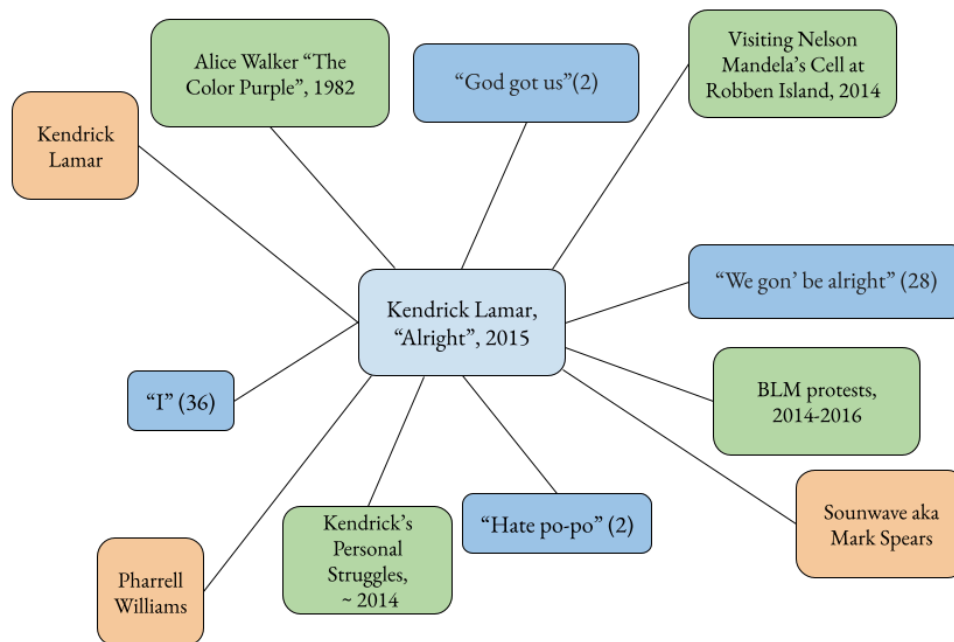 Alice Walker “The
Color Purple”, 1982
“God got us”(2)
Visiting Nelson
Mandela’s Cell at
Robben Island, 2014
Kendrick
Lamar
“We gon’ be alright” (28)
Kendrick Lamar,
“Alright”, 2015
“I” (36)
BLM protests,
2014-2016
Sounwave aka
Mark Spears
“Hate po-po” (2)
Kendrick’s
Personal
Struggles,
~ 2014
Pharrell
Williams